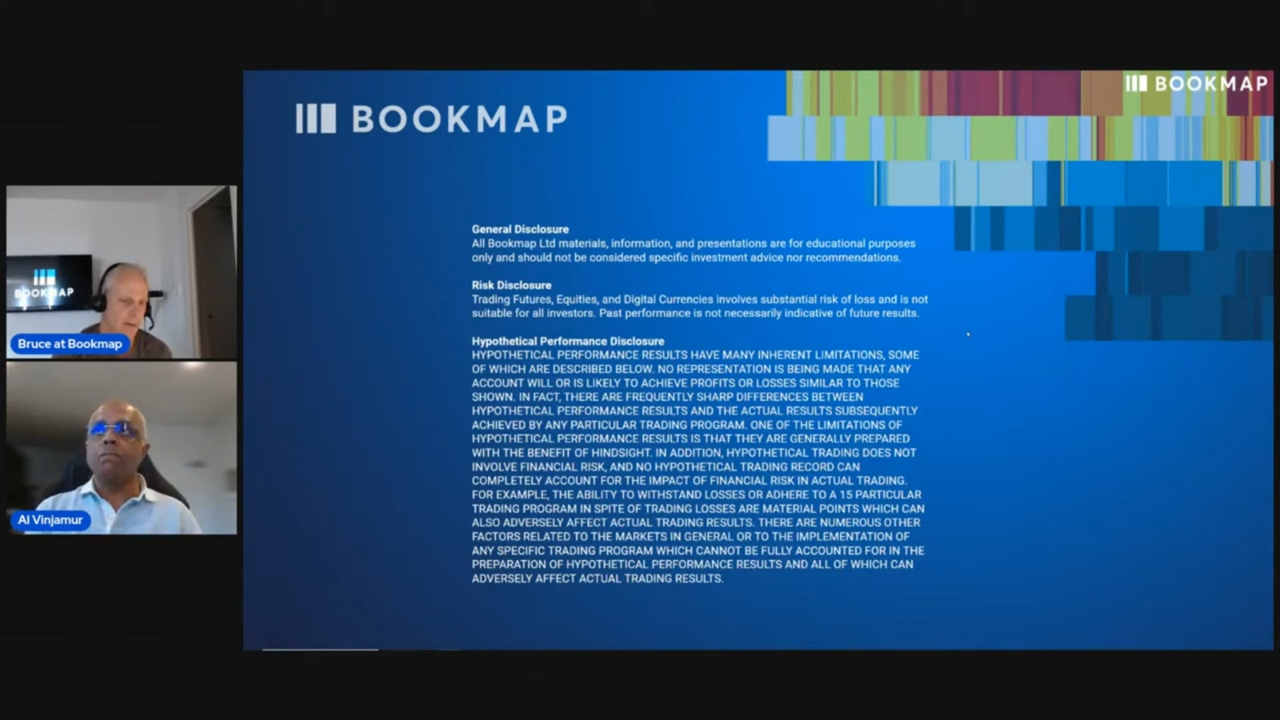 BOOKMAP
BOOKMAP
General Disclosure
All Bookmap Ltd materials, information, and presentations are for educational purposes
only and should not be considered specific investment advice nor recommendations.
Risk Disclosure
Trading Futures, Equities, and Digital Currencies involves substantial risk of loss and is not
suitable for all investors. Past performance is not necessarily indicative of future results.
Hypothetical Performance Disclosure
HYPOTHETICAL PERFORMANCE RESULTS HAVE MANY INHERENT LIMITATIONS, SOME
OF WHICH ARE DESCRIBED BELOW. NO REPRESENTATION IS BEING MADE THAT ANY
ACCOUNT WILL OR IS LIKELY TO ACHIEVE PROFITS OR LOSSES SIMILAR TO THOSE
SHOWN. IN FACT, THERE ARE FREQUENTLY SHARP DIFFERENCES BETWEEN
HYPOTHETICAL PERFORMANCE RESULTS AND THE ACTUAL RESULTS SUBSEQUENTLY
ACHIEVED BY ANY PARTICULAR TRADING PROGRAM. ONE OF THE LIMITATIONS OF
HYPOTHETICAL PERFORMANCE RESULTS IS THAT THEY ARE GENERALLY PREPARED
WITH THE BENEFIT OF HINDSIGHT. IN ADDITION, HYPOTHETICAL TRADING DOES NOT
INVOLVE FINANCIAL RISK, AND NO HYPOTHETICAL TRADING RECORD CAN
COMPLETELY ACCOUNT FOR THE IMPACT OF FINANCIAL RISK IN ACTUAL TRADING.
FOR EXAMPLE, THE ABILITY TO WITHSTAND LOSSES OR ADHERE TO A 15 PARTICULAR
TRADING PROGRAM IN SPITE OF TRADING LOSSES ARE MATERIAL POINTS WHICH CAN
ALSO ADVERSELY AFFECT ACTUAL TRADING RESULTS. THERE ARE NUMEROUS OTHER
FACTORS RELATED TO THE MARKETS IN GENERAL OR TO THE IMPLEMENTATION OF
ANY SPECIFIC TRADING PROGRAM WHICH CANNOT BE FULLY ACCOUNTED FOR IN THE
PREPARATION OF HYPOTHETICAL PERFORMANCE RESULTS AND ALL OF WHICH CAN
ADVERSELY AFFECT ACTUAL TRADING RESULTS.
BOOKMAP
Bruce at Bookmap
Al Vinjamur